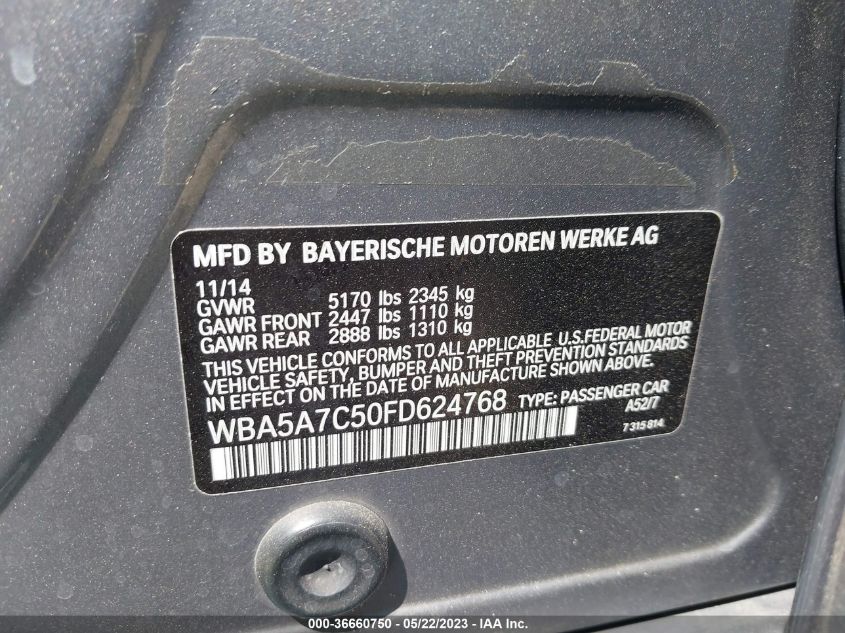 MFD BY BAYERISCHE MOTOREN WERKE AG
11/14
GVWR 5170 lbs 2345 kg
GAWR FRONT 2447 lbs 1110 kg
GAWR REAR 2888 lbs 1310 kg
THIS VEHICLE CONFORMS TO ALL APPLICABLE U.S.FEDERAL MOTOR
VEHICLE SAFETY, BUMPER AND THEFT PREVENTION STANDARDS
IN EFFECT ON THE DATE OF MANUFACTURE SHOWN ABOVE.
WBA5A7C50FD624768 TYPE: PASSENGER CAR
A52/7
7 315 814
000-36660750 - 05/22/2023 - IAA Inc.